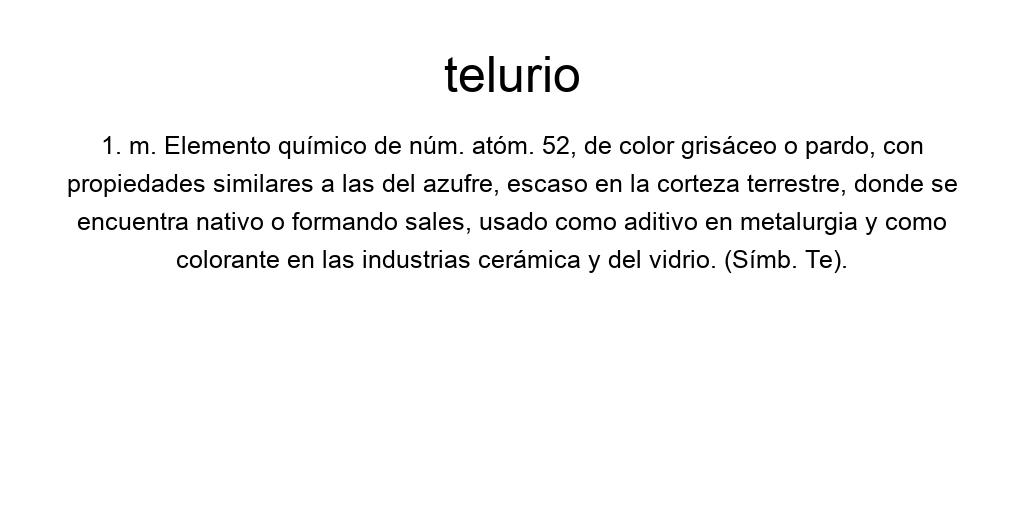 telurio
1. m. Elemento químico de núm. atóm. 52, de color grisáceo o pardo, con
propiedades similares a las del azufre, escaso en la corteza terrestre, donde se
encuentra nativo o formando sales, usado como aditivo en metalurgia y como
colorante en las industrias cerámica y del vidrio. (Símb. Te).